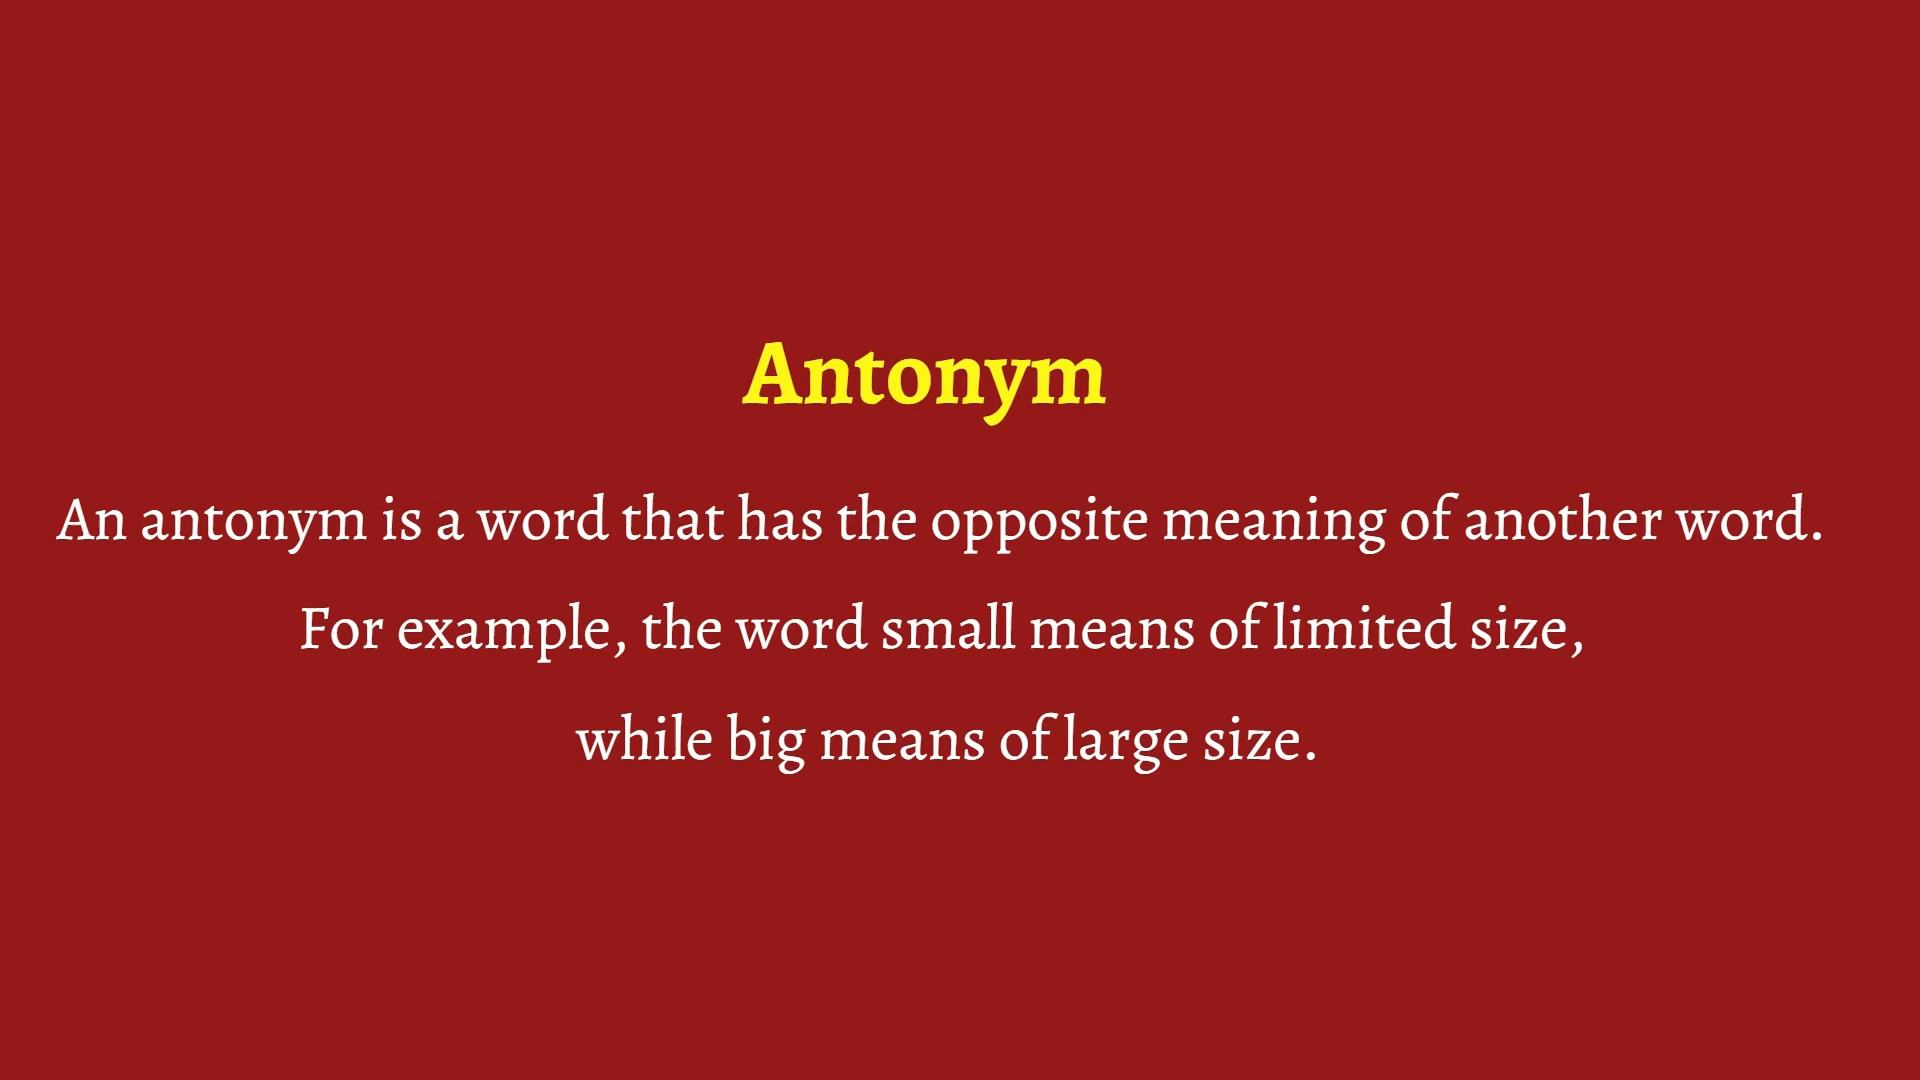 Antonym
An antonym is a word that has the opposite meaning of another word.
For example, the word small means of limited size,
while big means of large size.